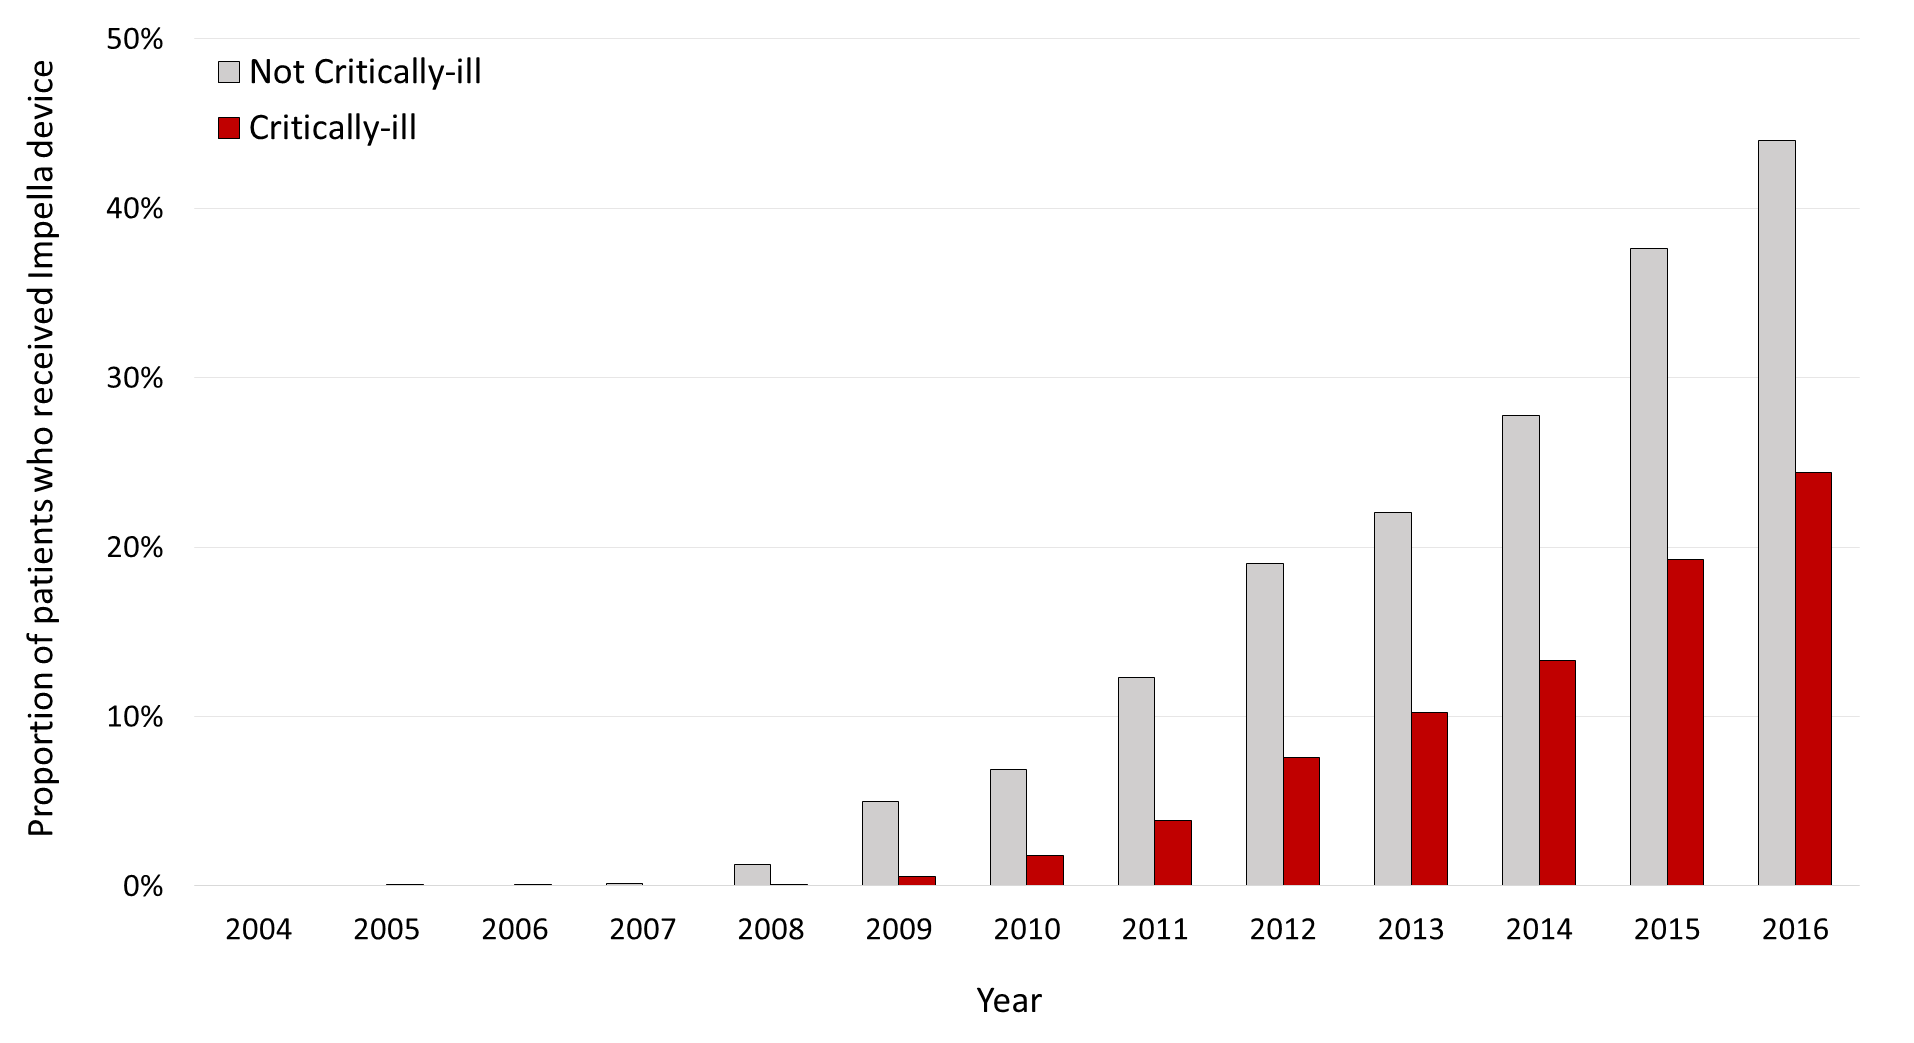 Proportion of patients who received Impella device
50%
40%
30%
20%
10%
0%
Not Critically-ill
Critically-ill
2004 2005 2006 2007 2008 2009 2010 2011 2012 2013 2014 2015 2016
Year